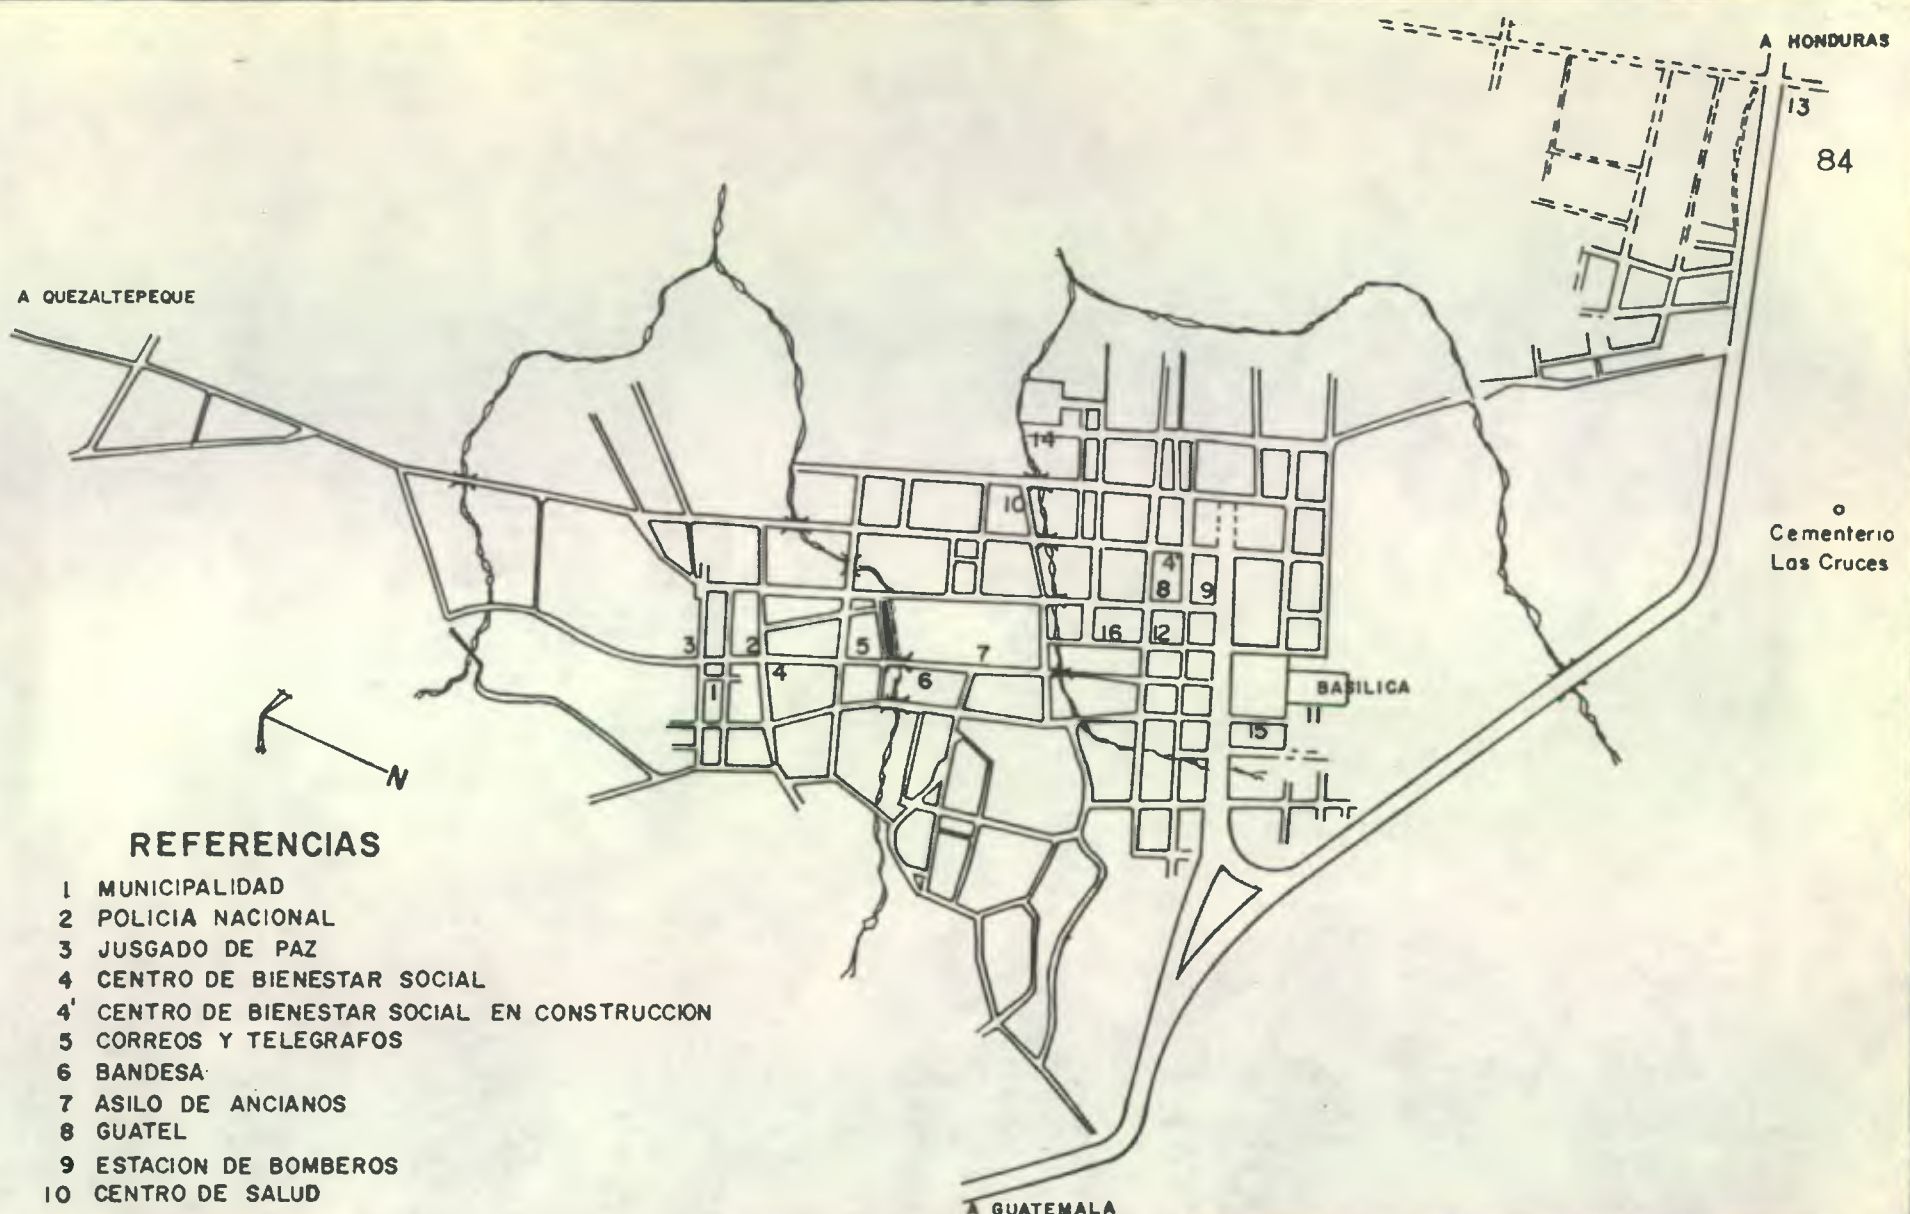 A HONDURAS
13
84
A QUEZALTEPEQUE
14
10
Cementerio
Las Cruces
4'
8
9
3
2
5
7
16
12
4
1
6
BASILICA
11
15
N
REFERENCIAS
1 MUNICIPALIDAD
2 POLICIA NACIONAL
3 JUSGADO DE PAZ
4 CENTRO DE BIENESTAR SOCIAL
4' CENTRO DE BIENESTAR SOCIAL EN CONSTRUCCION
5 CORREOS Y TELEGRAFOS
6 BANDESA
7 ASILO DE ANCIANOS
8 GUATEL
9 ESTACION DE BOMBEROS
10 CENTRO DE SALUD
A GUATEMALA